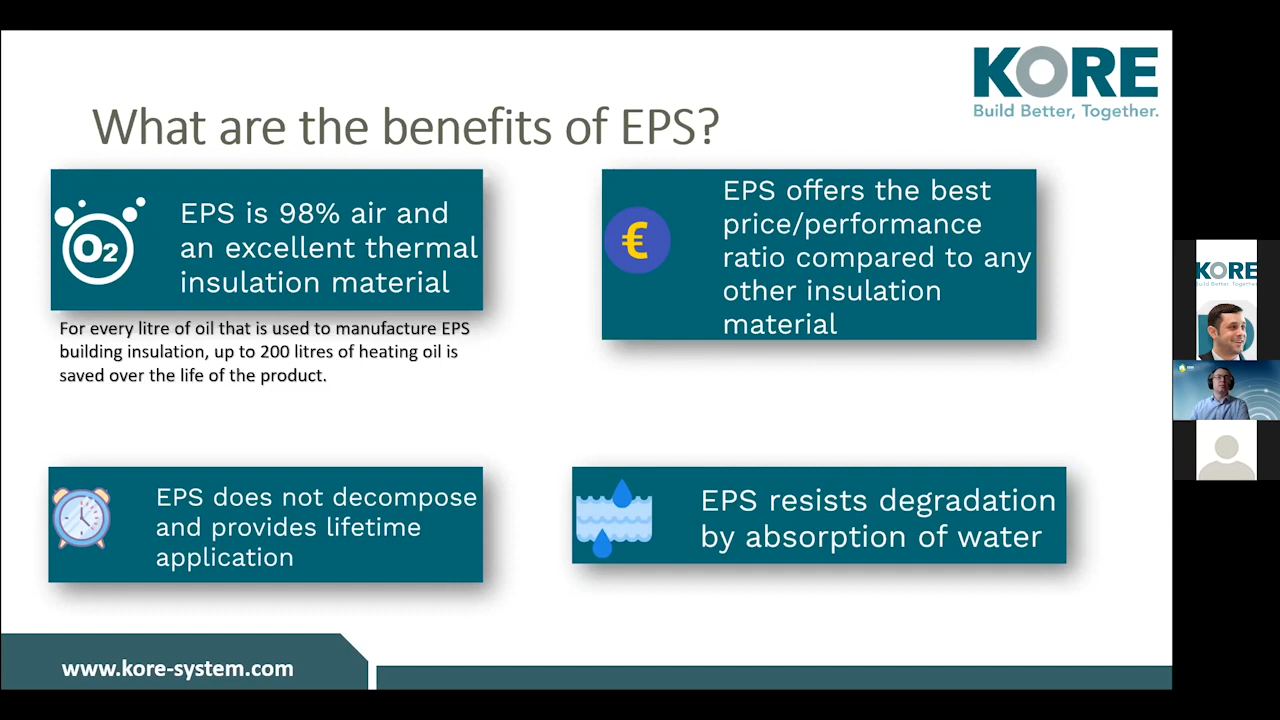 KORE
Build Better, Together.
What are the benefits of EPS?
O2
EPS is 98% air and
an excellent thermal
insulation material
For every litre of oil that is used to manufacture EPS
building insulation, up to 200 litres of heating oil is
saved over the life of the product.
€
EPS offers the best
price/performance
ratio compared to any
other insulation
material
EPS does not decompose
and provides lifetime
application
EPS resists degradation
by absorption of water
www.kore-system.com
KORE
Build Better, Together